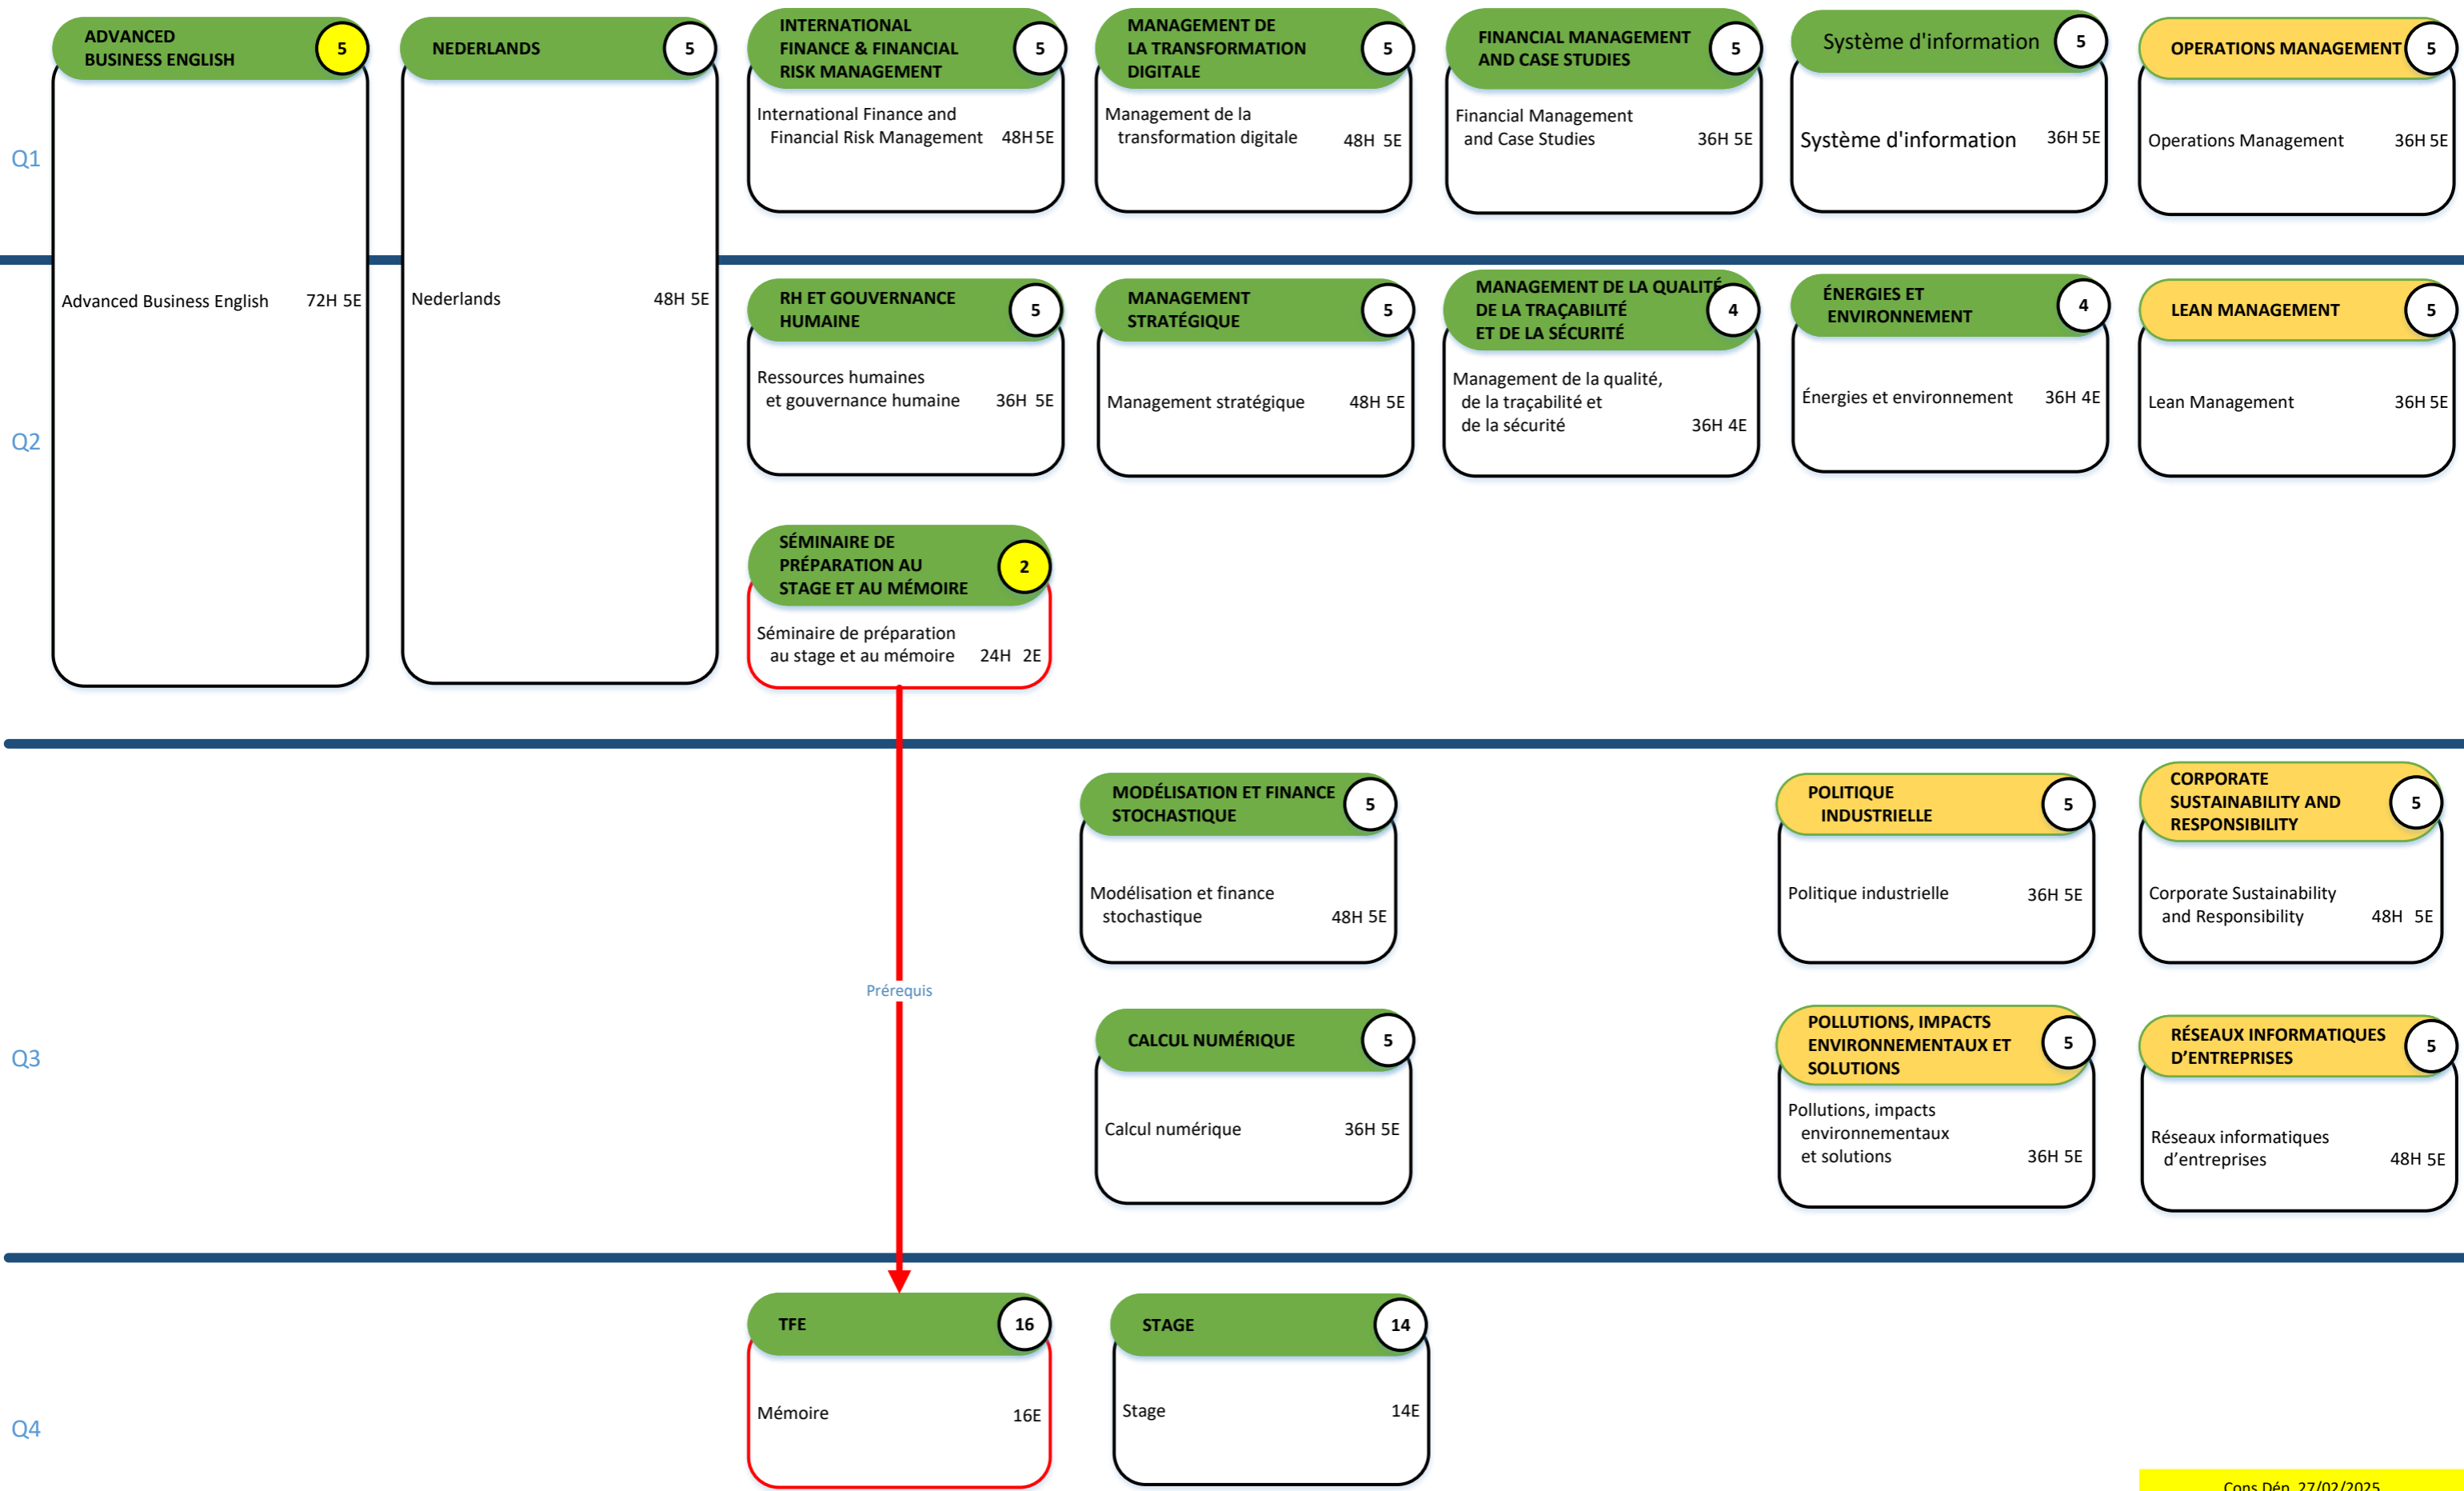 Q1
ADVANCED
BUSINESS ENGLISH
5
Advanced Business English 72H 5E
NEDERLANDS
5
Nederlands 48H 5E
INTERNATIONAL
FINANCE & FINANCIAL
RISK MANAGEMENT
5
International Finance and
Financial Risk Management 48H 5E
MANAGEMENT DE
LA TRANSFORMATION
DIGITALE
5
Management de la
transformation digitale 48H 5E
FINANCIAL MANAGEMENT
AND CASE STUDIES
5
Financial Management
and Case Studies 36H 5E
Système d'information
5
Système d'information 36H 5E
OPERATIONS MANAGEMENT
5
Operations Management 36H 5E
Q2
RH ET GOUVERNANCE
HUMAINE
5
Ressources humaines
et gouvernance humaine 36H 5E
MANAGEMENT
STRATÉGIQUE
5
Management stratégique 48H 5E
MANAGEMENT DE LA QUALITÉ
DE LA TRAÇABILITÉ
ET DE LA SÉCURITÉ
4
Management de la qualité,
de la traçabilité et
de la sécurité 36H 4E
ÉNERGIES ET
ENVIRONNEMENT
4
Énergies et environnement 36H 4E
LEAN MANAGEMENT
5
Lean Management 36H 5E
SÉMINAIRE DE
PRÉPARATION AU
STAGE ET AU MÉMOIRE
2
Séminaire de préparation
au stage et au mémoire 24H 2E
Prérequis
Q3
MODÉLISATION ET FINANCE
STOCHASTIQUE
5
Modélisation et finance
stochastique 48H 5E
POLITIQUE
INDUSTRIELLE
5
Politique industrielle 36H 5E
CORPORATE
SUSTAINABILITY AND
RESPONSIBILITY
5
Corporate Sustainability
and Responsibility 48H 5E
CALCUL NUMÉRIQUE
5
Calcul numérique 36H 5E
POLLUTIONS, IMPACTS
ENVIRONNEMENTAUX ET
SOLUTIONS
5
Pollutions, impacts
environnementaux
et solutions 36H 5E
RÉSEAUX INFORMATIQUES
D’ENTREPRISES
5
Réseaux informatiques
d’entreprises 48H 5E
Q4
TFE
16
Mémoire 16E
STAGE
14
Stage 14E
Cons Dép 27/02/2025